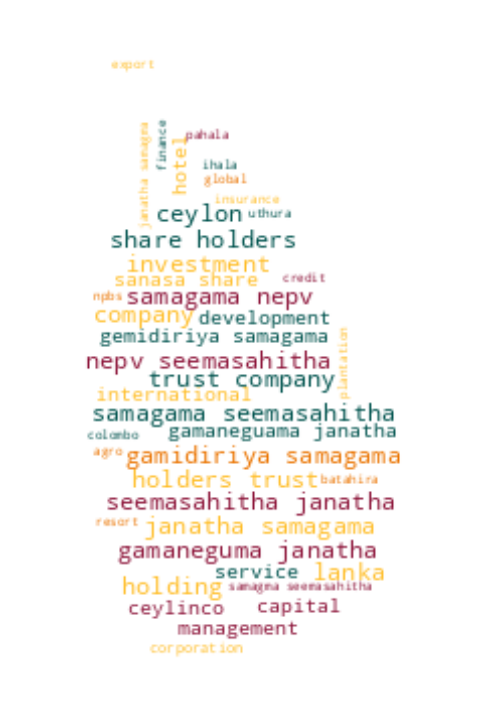 export
janatha samagma
finance
hotel
pahala
ihala
global
insurance
ceylon uthura
share holders
investment
sanasa share credit
npbs samagama nepv
company development
gemidiriya samagama
plantation
nepv seemasahitha
trust company
international
samagama seemasahitha
colombo gamaneguama janatha
agro gamidiriya samagama
holders trust batahira
seemasahitha janatha
resort janatha samagama
gamaneguma janatha
service lanka
holding samagma seemasahitha
ceylinco capital
management
corporation